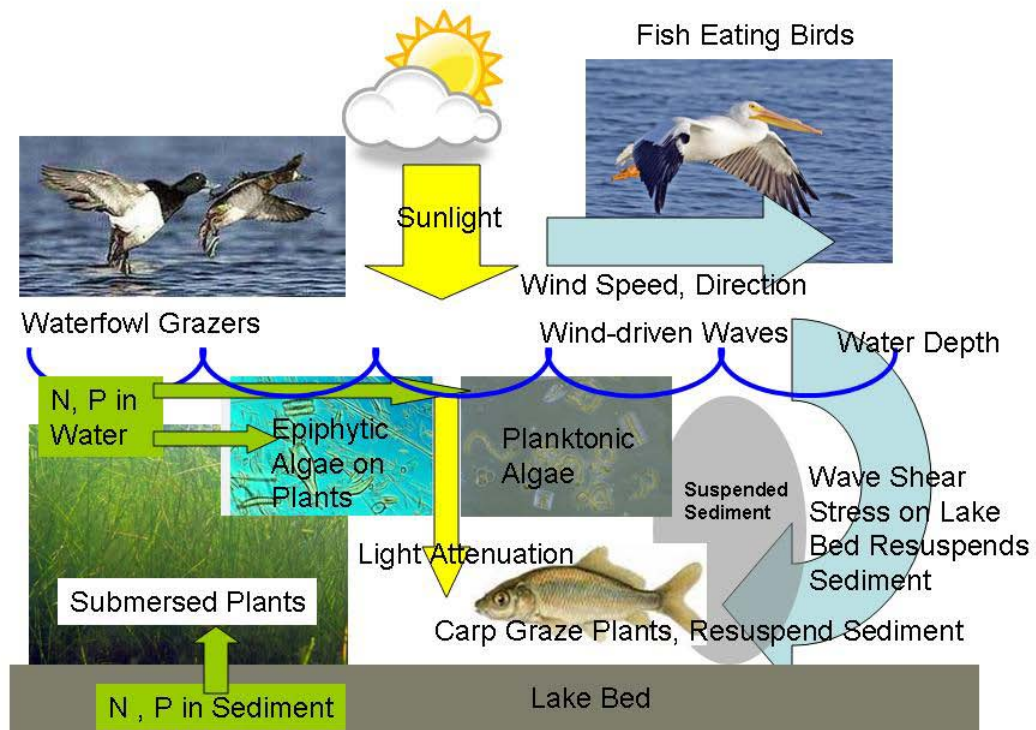 Fish Eating Birds
Sunlight
Wind Speed, Direction
Waterfowl Grazers
Wind-driven Waves
Water Depth
N, P in
Water
Epiphytic
Algae on
Plants
Planktonic
Algae
Suspended
Sediment
Wave Shear
Stress on Lake
Bed Resuspends
Sediment
Light Attenuation
Submersed Plants
Carp Graze Plants, Resuspend Sediment
N , P in Sediment
Lake Bed